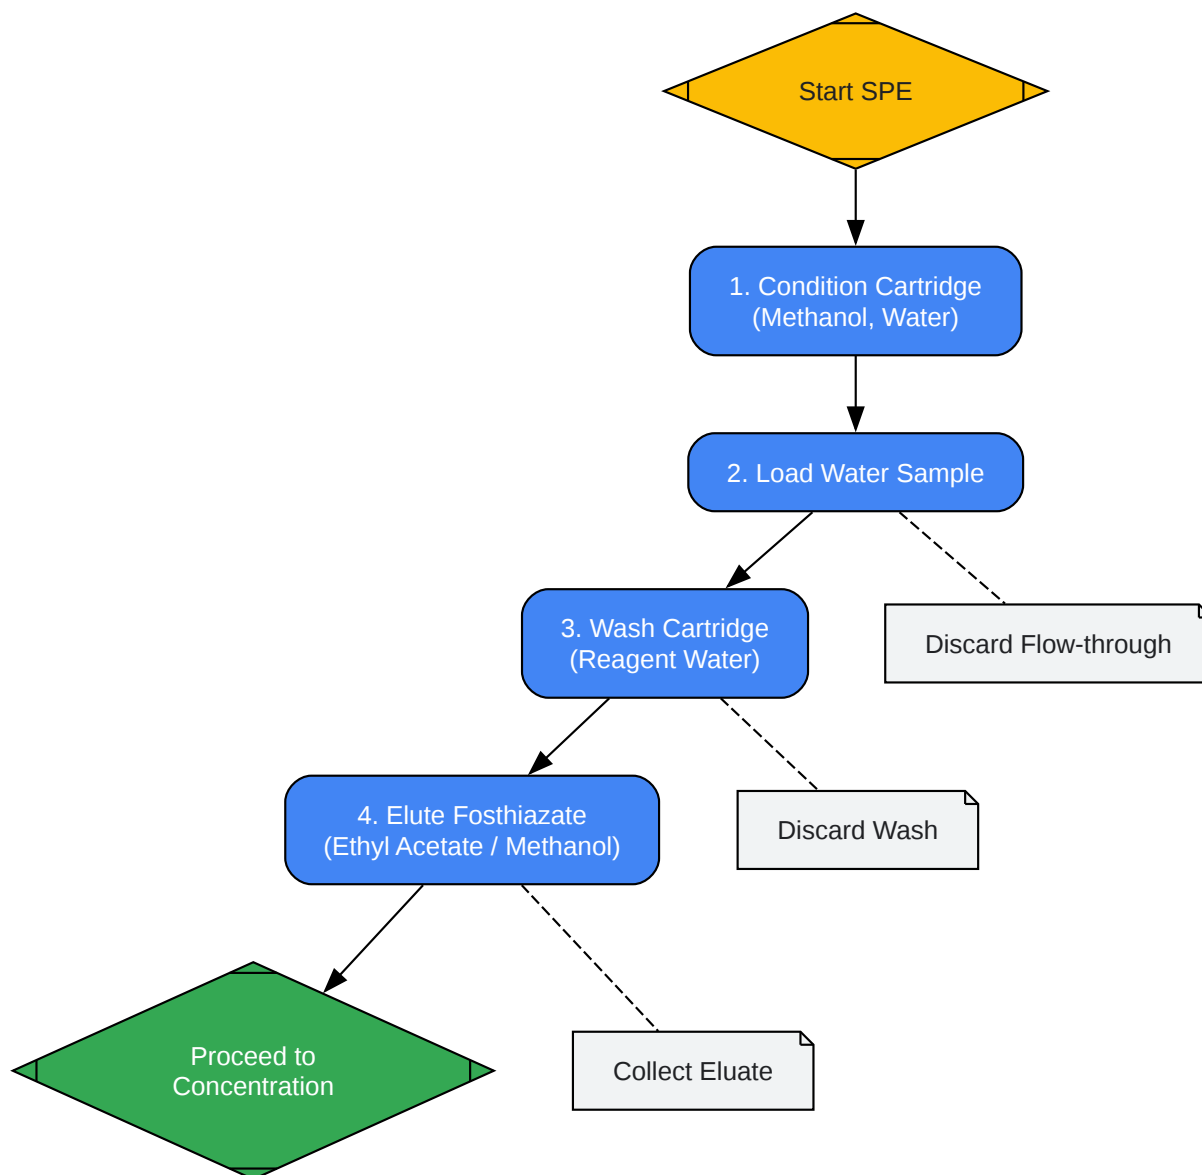 Start SPE
1. Condition Cartridge
(Methanol, Water)
2. Load Water Sample
3. Wash Cartridge
(Reagent Water)
Discard Flow-through
4. Elute Fosthiazate
(Ethyl Acetate / Methanol)
Discard Wash
Proceed to
Concentration
Collect Eluate